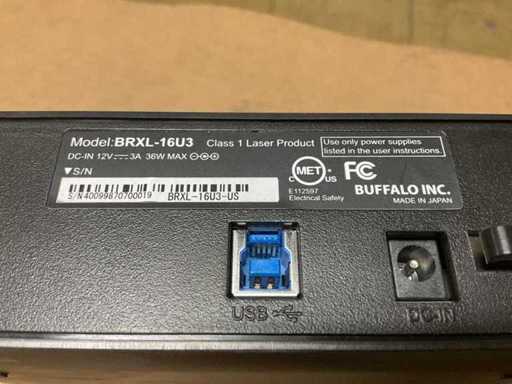 Model:BRXL-16U3 Class 1 Laser Product
DC-IN 12V⎓3A 36W MAX
Use only power supplies
listed in the user instructions.
▼S/N
S/N40099870700019 BRXL-16U3-US
C MET US
E112597
Electrical Safety
FC
BUFFALO INC.
MADE IN JAPAN
USB
DC-IN